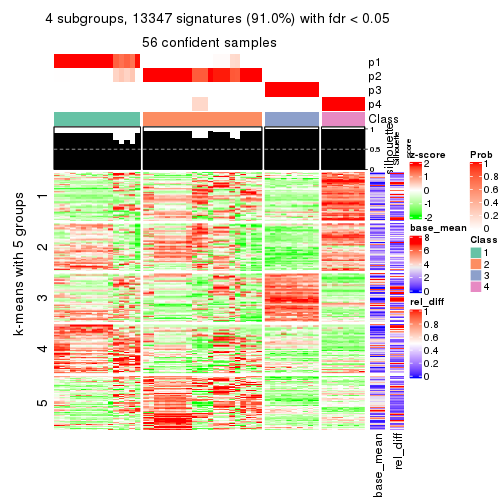 4 subgroups, 13347 signatures (91.0%) with fdr < 0.05
56 confident samples
p1
p2
p3
p4
Class
1
0.5
0
silhouette
Silhouette
score
k-means with 5 groups
1
2
3
4
5
base_mean
rel_diff
z-score
2
1
0
-1
-2
base_mean
8
6
4
2
0
rel_diff
1
0.8
0.6
0.4
0.2
0
Prob
1
0.8
0.6
0.4
0.2
0
Class
1
2
3
4